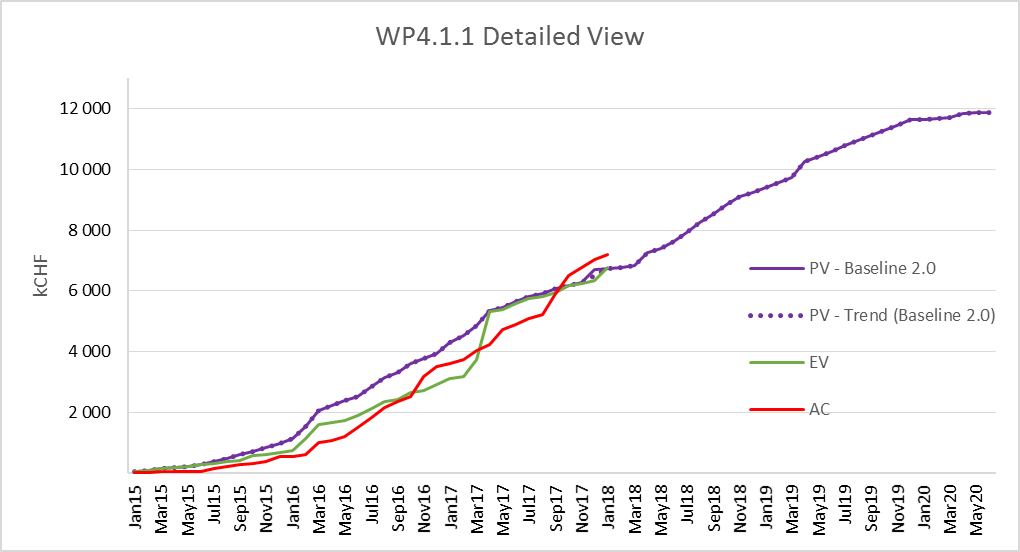 WP4.1.1 Detailed View
kCHF
12 000
10 000
8 000
6 000
4 000
2 000
PV - Baseline 2.0
PV - Trend (Baseline 2.0)
EV
AC
Jan15
Mar15
May15
Jul15
Sep15
Nov15
Jan16
Mar16
May16
Jul16
Sep16
Nov16
Jan17
Mar17
May17
Jul17
Sep17
Nov17
Jan18
Mar18
May18
Jul18
Sep18
Nov18
Jan19
Mar19
May19
Jul19
Sep19
Nov19
Jan20
Mar20
May20